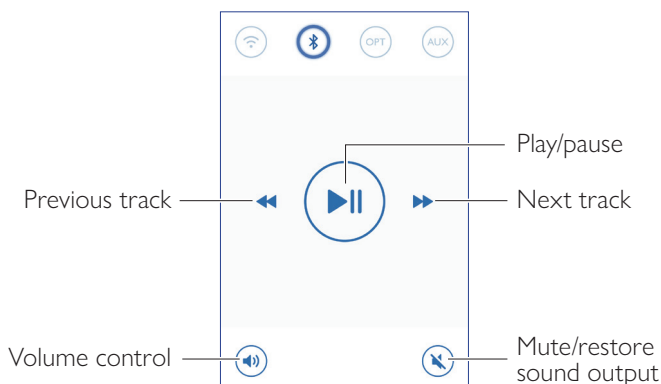 OPT
AUX
Play/pause
Previous track
Next track
Volume control
Mute/restore
sound output